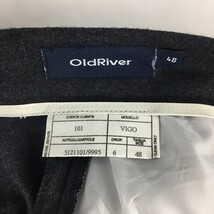 OldRiver
48
CODICE CLIENTE MODELLO
101 VIGO
ARTICOLO/ARTICLE DROP
5121101/9995 6 48